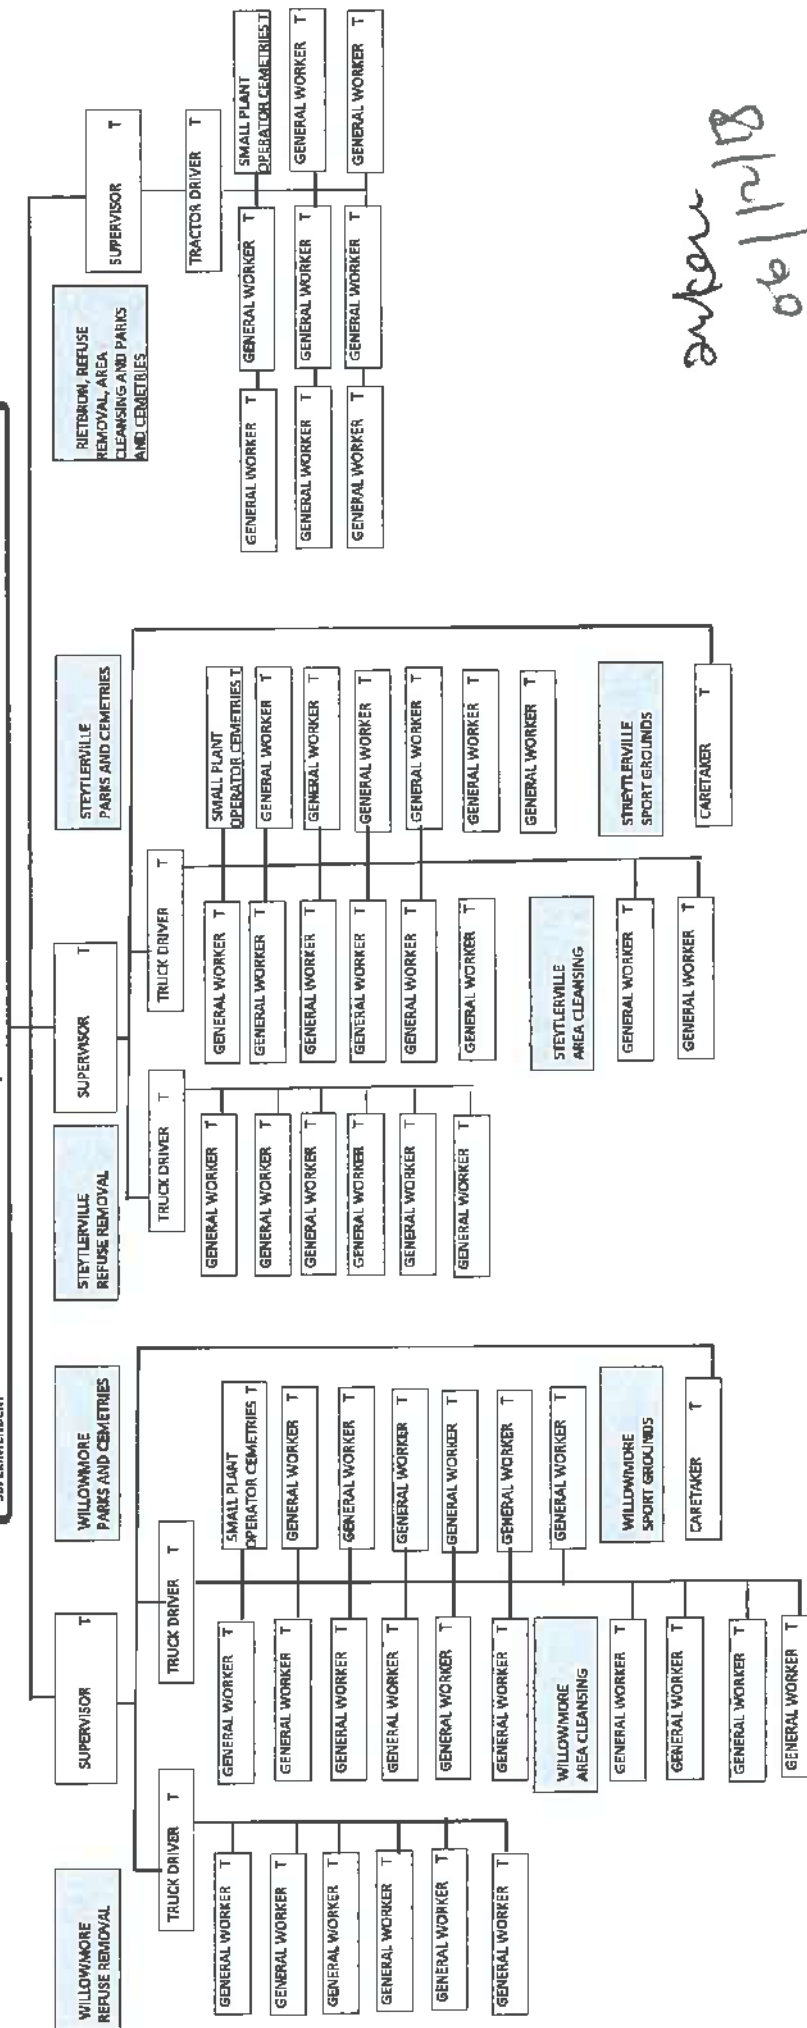 SUPERINTENDENT
WILLOWMORE
REFUSE REMOVAL
SUPERVISOR T
WILLOWMORE
PARKS AND CEMETRIES
TRUCK DRIVER T
GENERAL WORKER T
GENERAL WORKER T
GENERAL WORKER T
GENERAL WORKER T
GENERAL WORKER T
GENERAL WORKER T
TRUCK DRIVER T
GENERAL WORKER T
GENERAL WORKER T
GENERAL WORKER T
GENERAL WORKER T
GENERAL WORKER T
GENERAL WORKER T
WILLOWMORE
AREA CLEANSING
GENERAL WORKER T
GENERAL WORKER T
GENERAL WORKER T
GENERAL WORKER T
SMALL PLANT
OPERATOR CEMETRIES T
GENERAL WORKER T
GENERAL WORKER T
GENERAL WORKER T
GENERAL WORKER T
GENERAL WORKER T
GENERAL WORKER T
WILLOWMORE
SPORT GROUNDS
CARETAKER T
STEYTLERVILLE
REFUSE REMOVAL
SUPERVISOR T
STEYTLERVILLE
PARKS AND CEMETRIES
TRUCK DRIVER T
GENERAL WORKER T
GENERAL WORKER T
GENERAL WORKER T
GENERAL WORKER T
GENERAL WORKER T
GENERAL WORKER T
TRUCK DRIVER T
GENERAL WORKER T
GENERAL WORKER T
GENERAL WORKER T
GENERAL WORKER T
GENERAL WORKER T
GENERAL WORKER T
STEYTLERVILLE
AREA CLEANSING
GENERAL WORKER T
GENERAL WORKER T
SMALL PLANT
OPERATOR CEMETRIES T
GENERAL WORKER T
GENERAL WORKER T
GENERAL WORKER T
GENERAL WORKER T
GENERAL WORKER T
GENERAL WORKER T
STREYTLERVILLE
SPORT GROUNDS
CARETAKER T
RIETBRON, REFUSE
REMOVAL, AREA
CLEANSING AND PARKS
AND CEMETRIES
SUPERVISOR T
TRACTOR DRIVER T
GENERAL WORKER T
GENERAL WORKER T
GENERAL WORKER T
GENERAL WORKER T
GENERAL WORKER T
GENERAL WORKER T
SMALL PLANT
OPERATOR CEMETRIES T
GENERAL WORKER T
GENERAL WORKER T
06/12/18